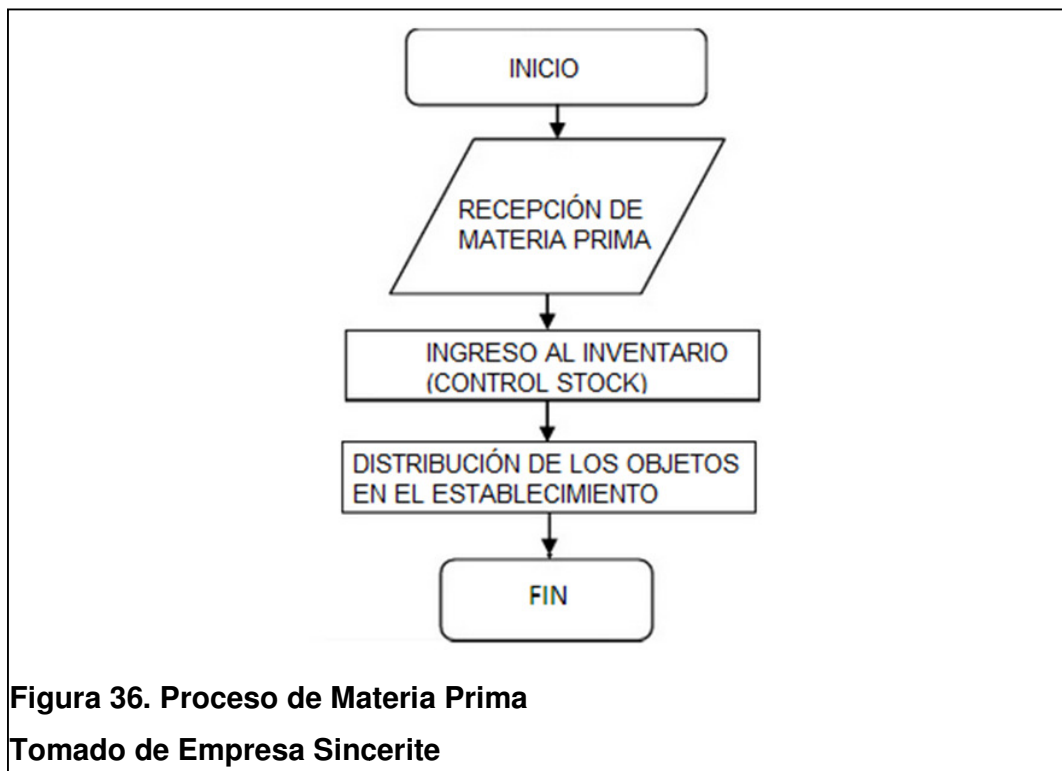 INICIO
RECEPCIÓN DE
MATERIA PRIMA
INGRESO AL INVENTARIO
(CONTROL STOCK)
DISTRIBUCIÓN DE LOS OBJETOS
EN EL ESTABLECIMIENTO
FIN
Figura 36. Proceso de Materia Prima
Tomado de Empresa Sincerite